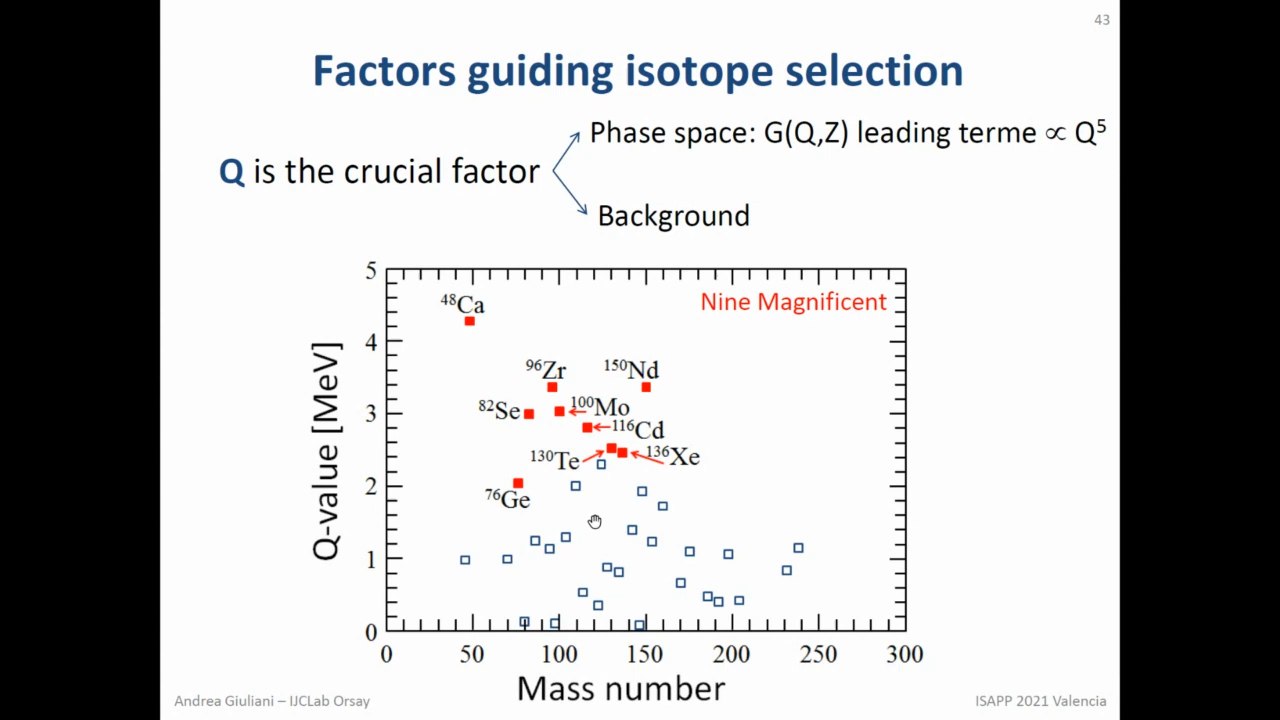 43
Factors guiding isotope selection
Phase space: G(Q,Z) leading terme ∝ Q⁵
Q is the crucial factor
Background
Nine Magnificent
⁴⁸Ca
⁹⁶Zr
¹⁵⁰Nd
⁸²Se
¹⁰⁰Mo
¹¹⁶Cd
¹³⁰Te
¹³⁶Xe
⁷⁶Ge
Q-value [MeV]
5
4
3
2
1
0
0 50 100 150 200 250 300
Mass number
Andrea Giuliani – IJCLab Orsay
ISAPP 2021 Valencia